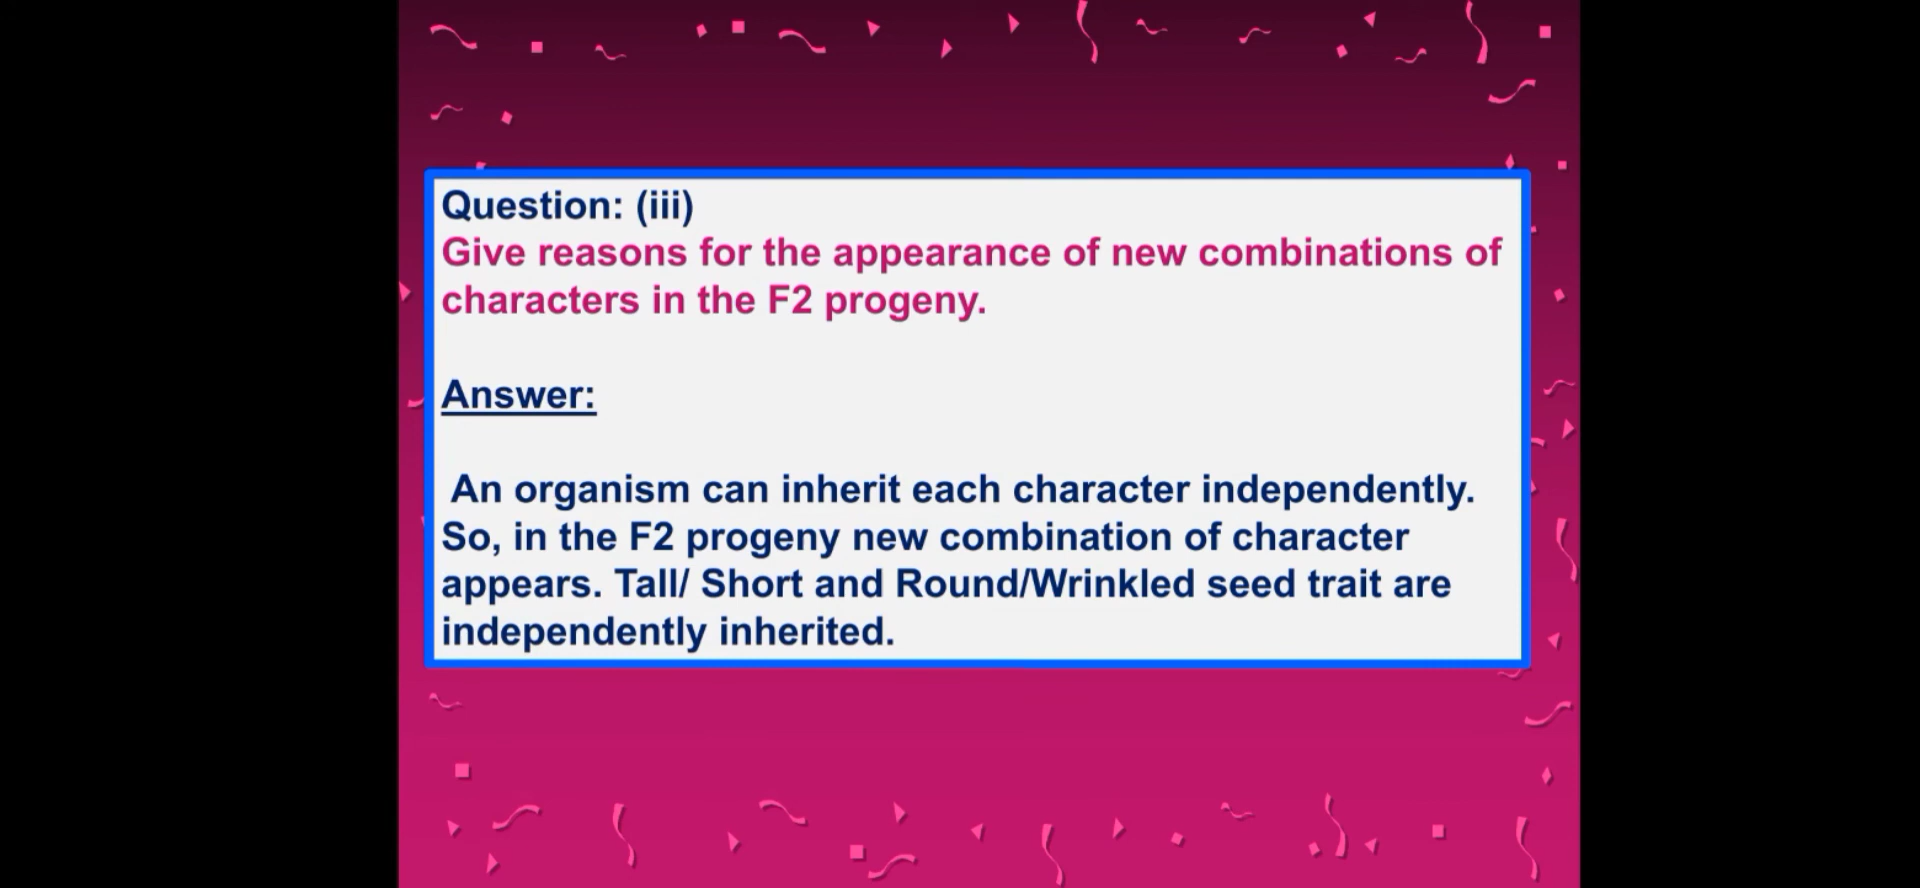 Question: (iii)
Give reasons for the appearance of new combinations of
characters in the F2 progeny.
Answer:
An organism can inherit each character independently.
So, in the F2 progeny new combination of character
appears. Tall/ Short and Round/Wrinkled seed trait are
independently inherited.